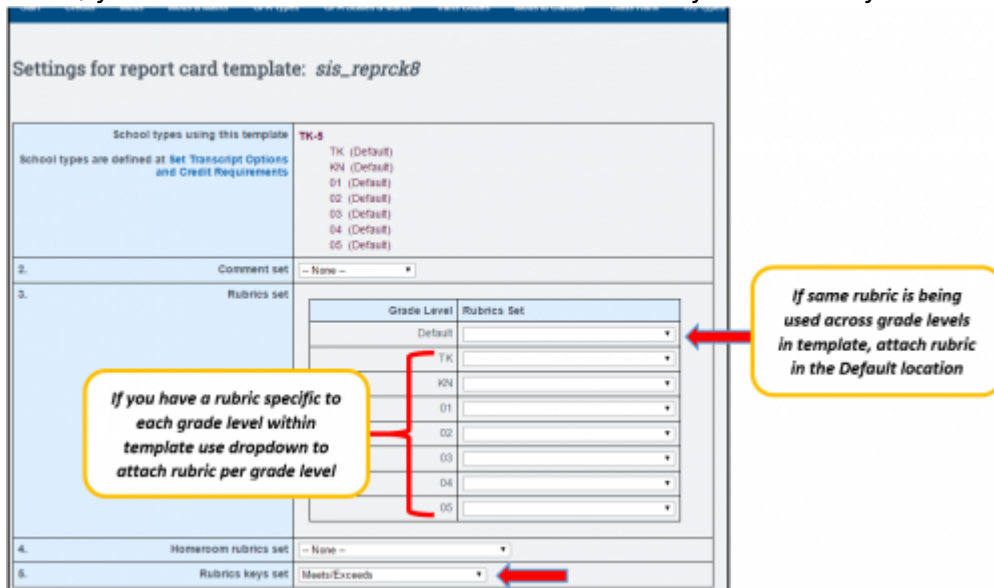 Settings for report card template: sis_reprck8
School types using this template
School types are defined at Set Transcript Options
and Credit Requirements
TK-5
TK (Default)
KN (Default)
01 (Default)
02 (Default)
03 (Default)
04 (Default)
05 (Default)
2. Comment set -- None --
3. Rubrics set
Grade Level Rubrics Set
Default
TK
KN
01
02
03
04
05
If you have a rubric specific to
each grade level within
template use dropdown to
attach rubric per grade level
If same rubric is being
used across grade levels
in template, attach rubric
in the Default location
4. Homeroom rubrics set -- None --
5. Rubrics keys set Meets/Exceeds